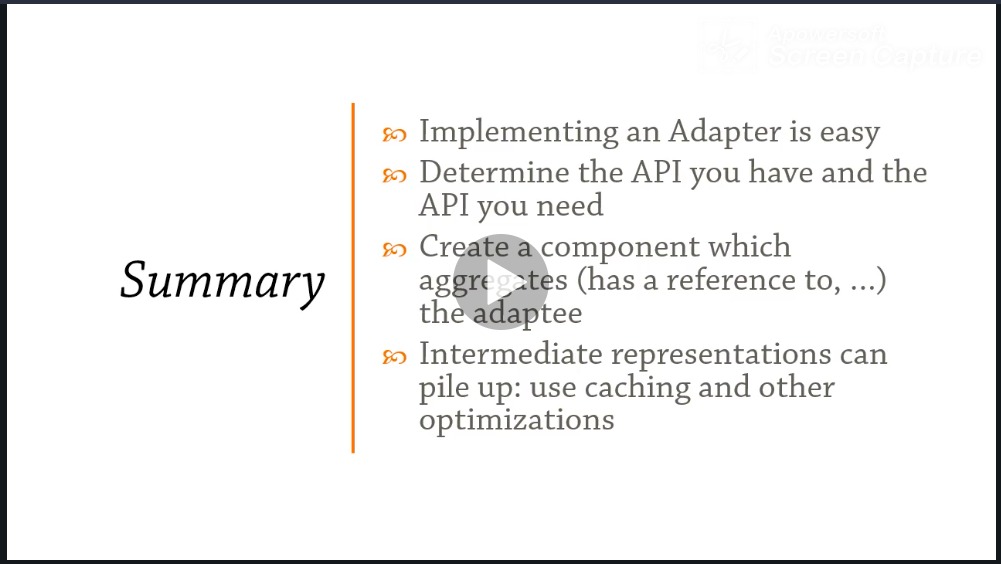 Apowersoft
Screen Capture
Implementing an Adapter is easy
Determine the API you have and the
API you need
Summary
Create a component which
aggregates (has a reference to, ...)
the adaptee
Intermediate representations can
pile up: use caching and other
optimizations